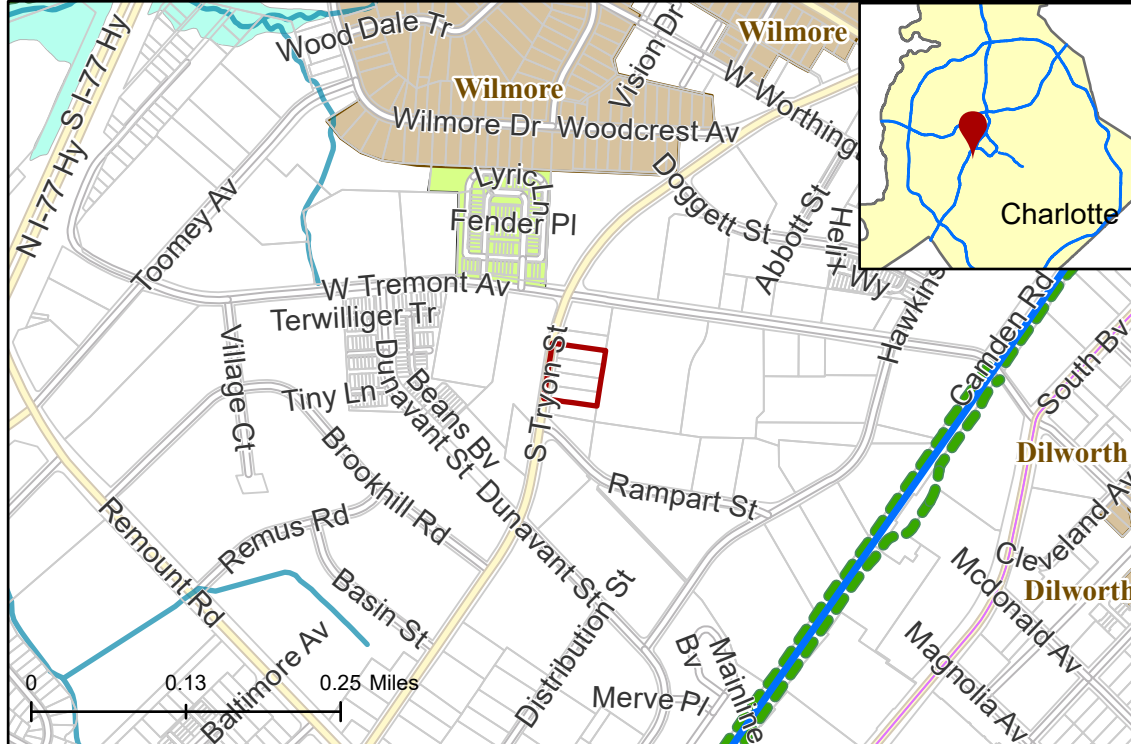 Wood Dale Tr
Vision Dr
Wilmore
Wilmore
W Worthingt
S I-77 Hy
N I-77 Hy
Wilmore Dr
Woodcrest Av
Charlotte
Lyric Ln
Fender Pl
Doggett St
Abbott St
Helix Wy
Toomey Av
W Tremont Av
Terwilliger Tr
Hawkins
Camden Rd
South Bv
Village Ct
Tiny Ln
Dunavant St
Beans Bv
S Tryon St
Dilworth
Brookhill Rd
Rampart St
Cleveland Av
Remus Rd
Dunavant St
Remount Rd
Basin St
Distribution St
Mcdonald Av
Dilworth
Baltimore Av
Magnolia Av
Mainline Bv
Merve Pl
0
0.13
0.25 Miles